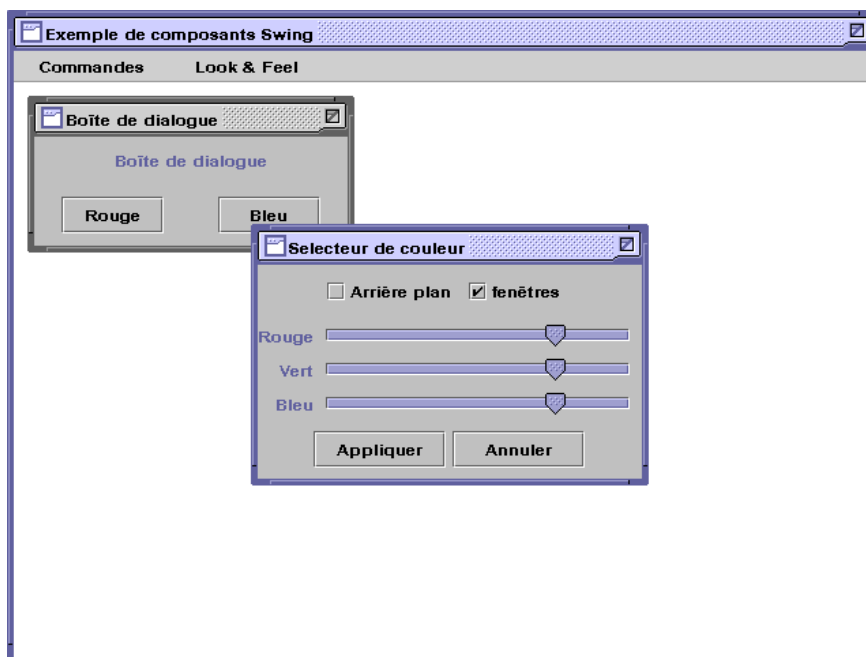 Exemple de composants Swing
Commandes Look & Feel
Boîte de dialogue
Boîte de dialogue
Rouge Bleu
Selecteur de couleur
Arrière plan fenêtres
Rouge
Vert
Bleu
Appliquer Annuler